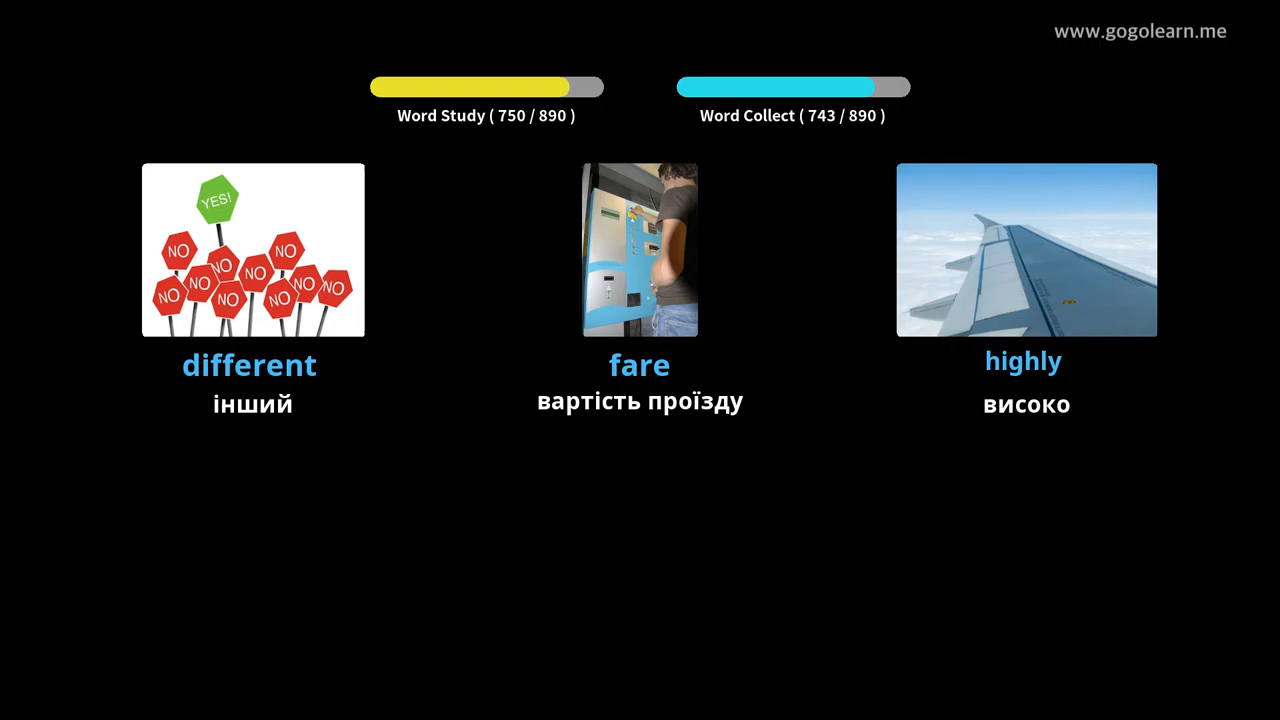 www.gogolearn.me
Word Study ( 750 / 890 )
Word Collect ( 743 / 890 )
YES!
NO
NO
NO
NO
NO
NO
NO
NO
NO
NO
different
fare
highly
інший
вартість проїзду
високо